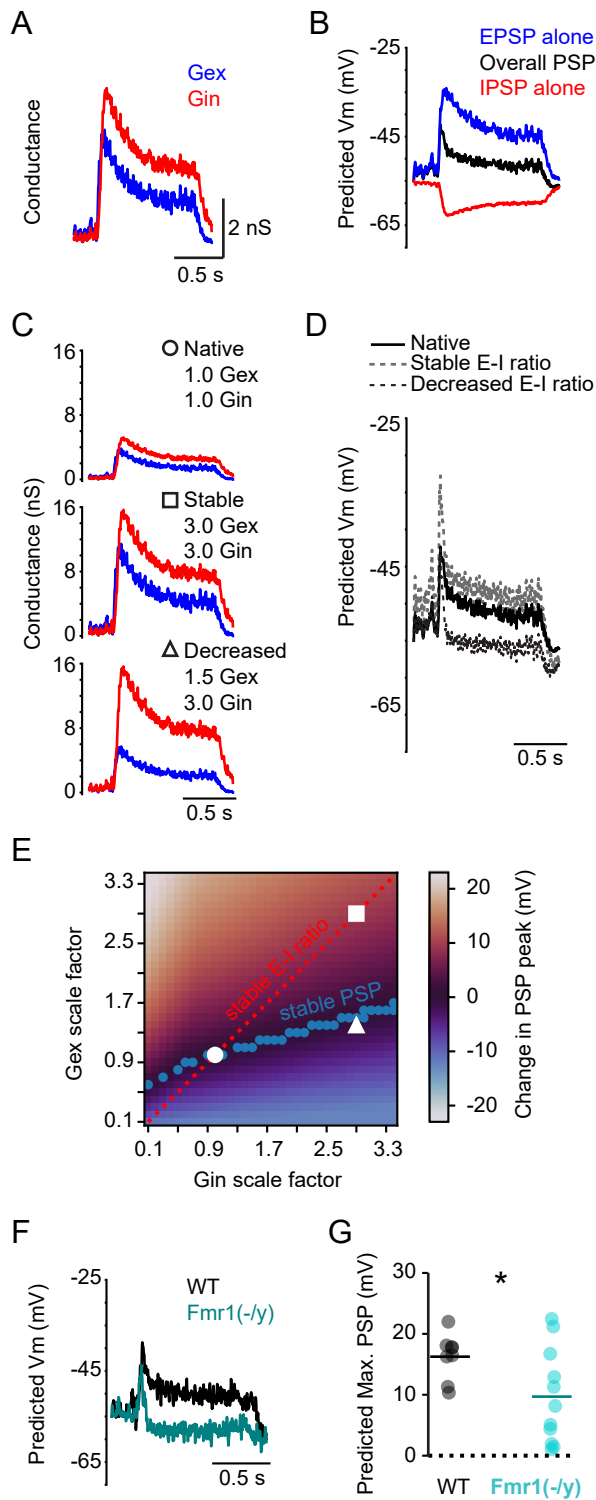 A
Gex
Gin
Conductance
2 nS
0.5 s
B
EPSP alone
Overall PSP
IPSP alone
Predicted Vm (mV)
-25
-45
-65
C
Conductance (nS)
16
12
8
4
0
Native
1.0 Gex
1.0 Gin
16
12
8
4
0
Stable
3.0 Gex
3.0 Gin
16
8
0
Decreased
1.5 Gex
3.0 Gin
0.5 s
D
Native
Stable E-I ratio
Decreased E-I ratio
Predicted Vm (mV)
-25
-45
-65
0.5 s
E
Gex scale factor
3.3
2.5
1.7
0.9
0.1
stable E-I ratio
stable PSP
0.1
0.9
1.7
2.5
3.3
Gin scale factor
20
10
0
-10
-20
Change in PSP peak (mV)
F
Predicted Vm (mV)
-25
-45
-65
WT
Fmr1(-/y)
0.5 s
G
Predicted Max. PSP (mV)
30
20
10
0
*
WT
Fmr1(-/y)